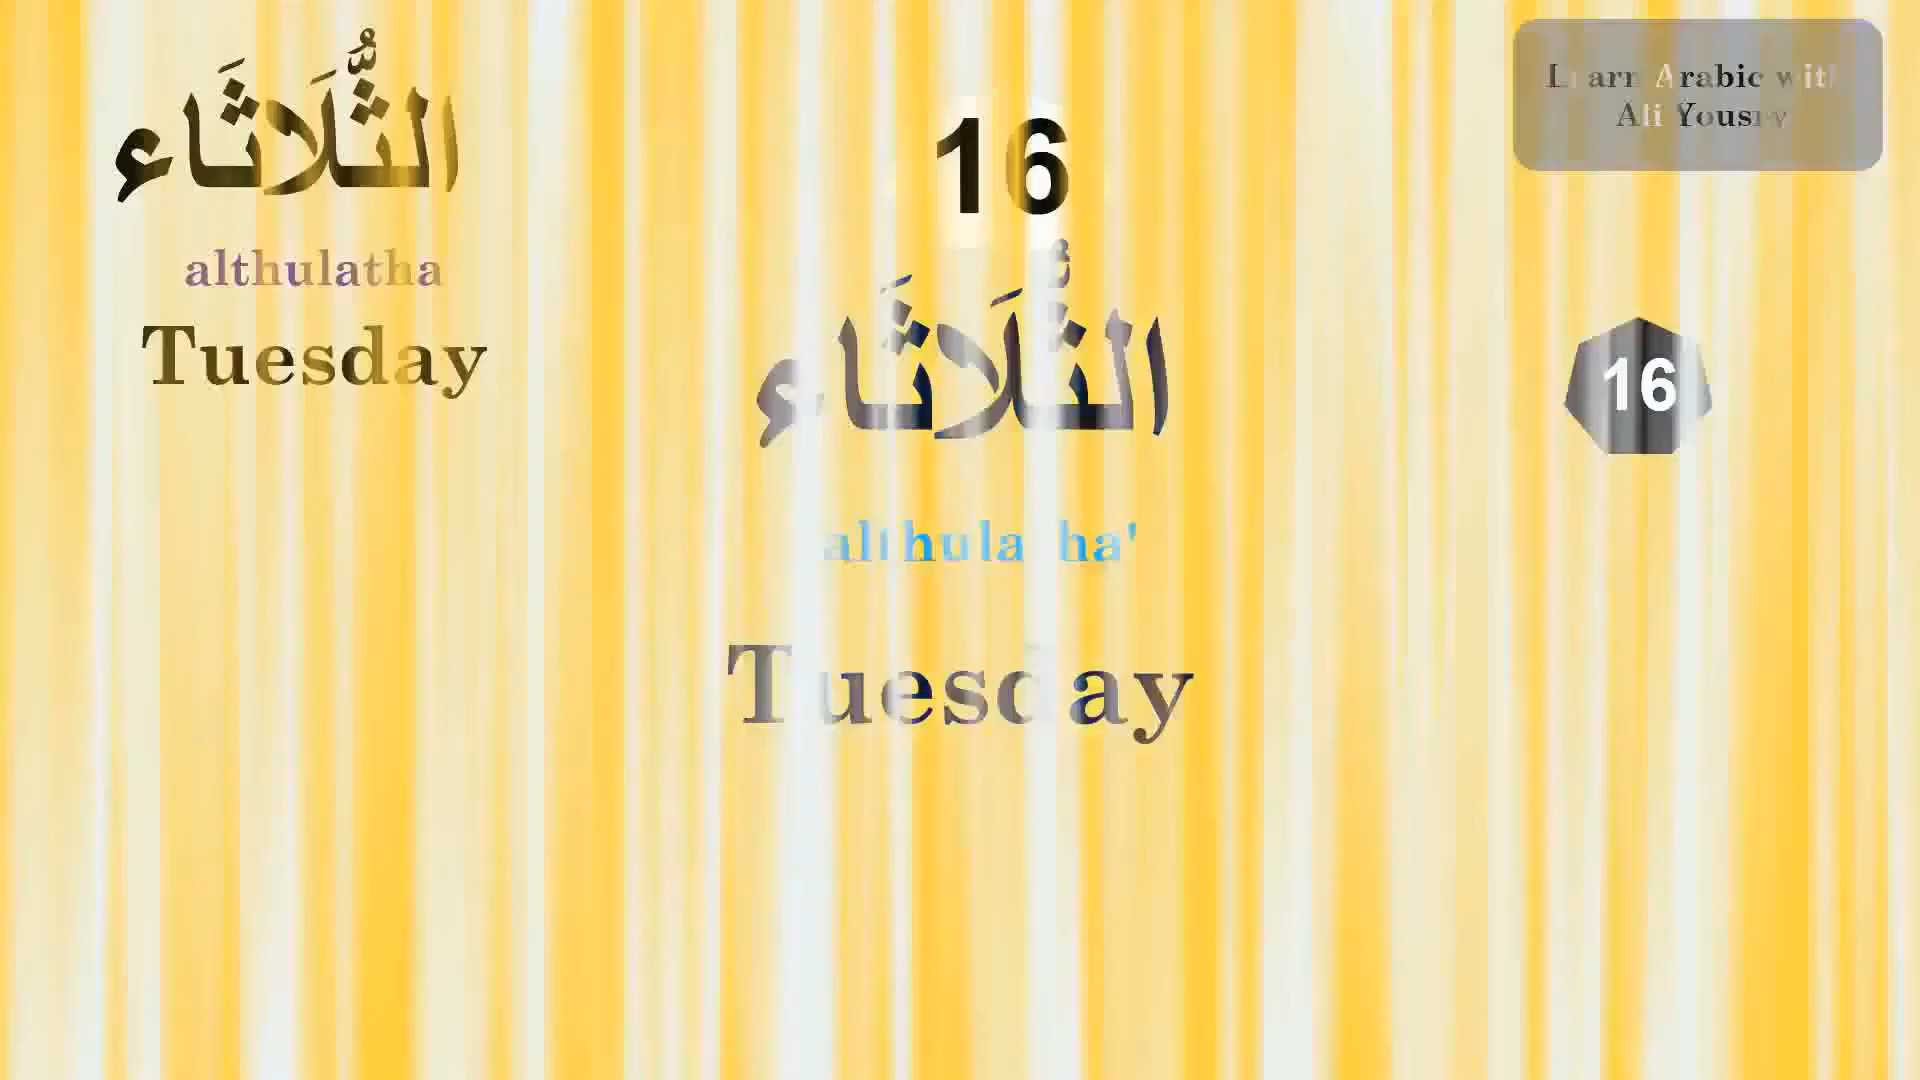 الثُّلَاثَاء
althulatha
Tuesday
16
الثُّلَاثَاء
althulatha'
Tuesday
Learn Arabic with
Ali Yousry
16